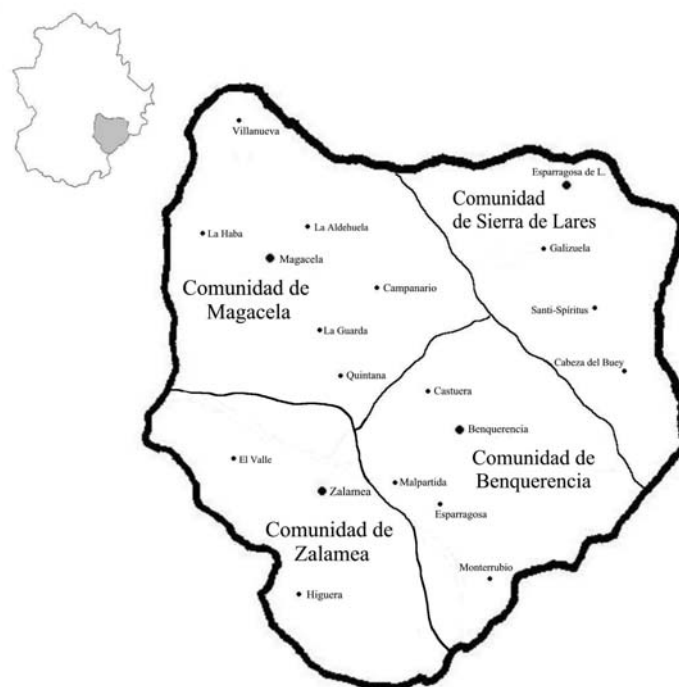 Villanueva
Esparragosa de L.
Comunidad
de Sierra de Lares
La Haba
La Aldehuela
Galizuela
Magacela
Comunidad de
Magacela
Campanario
Santi-Spíritus
La Guarda
Cabeza del Buey
Quintana
Castuera
Benquerencia
Comunidad de
Benquerencia
El Valle
Malpartida
Zalamea
Esparragosa
Comunidad de
Zalamea
Monterrubio
Higuera